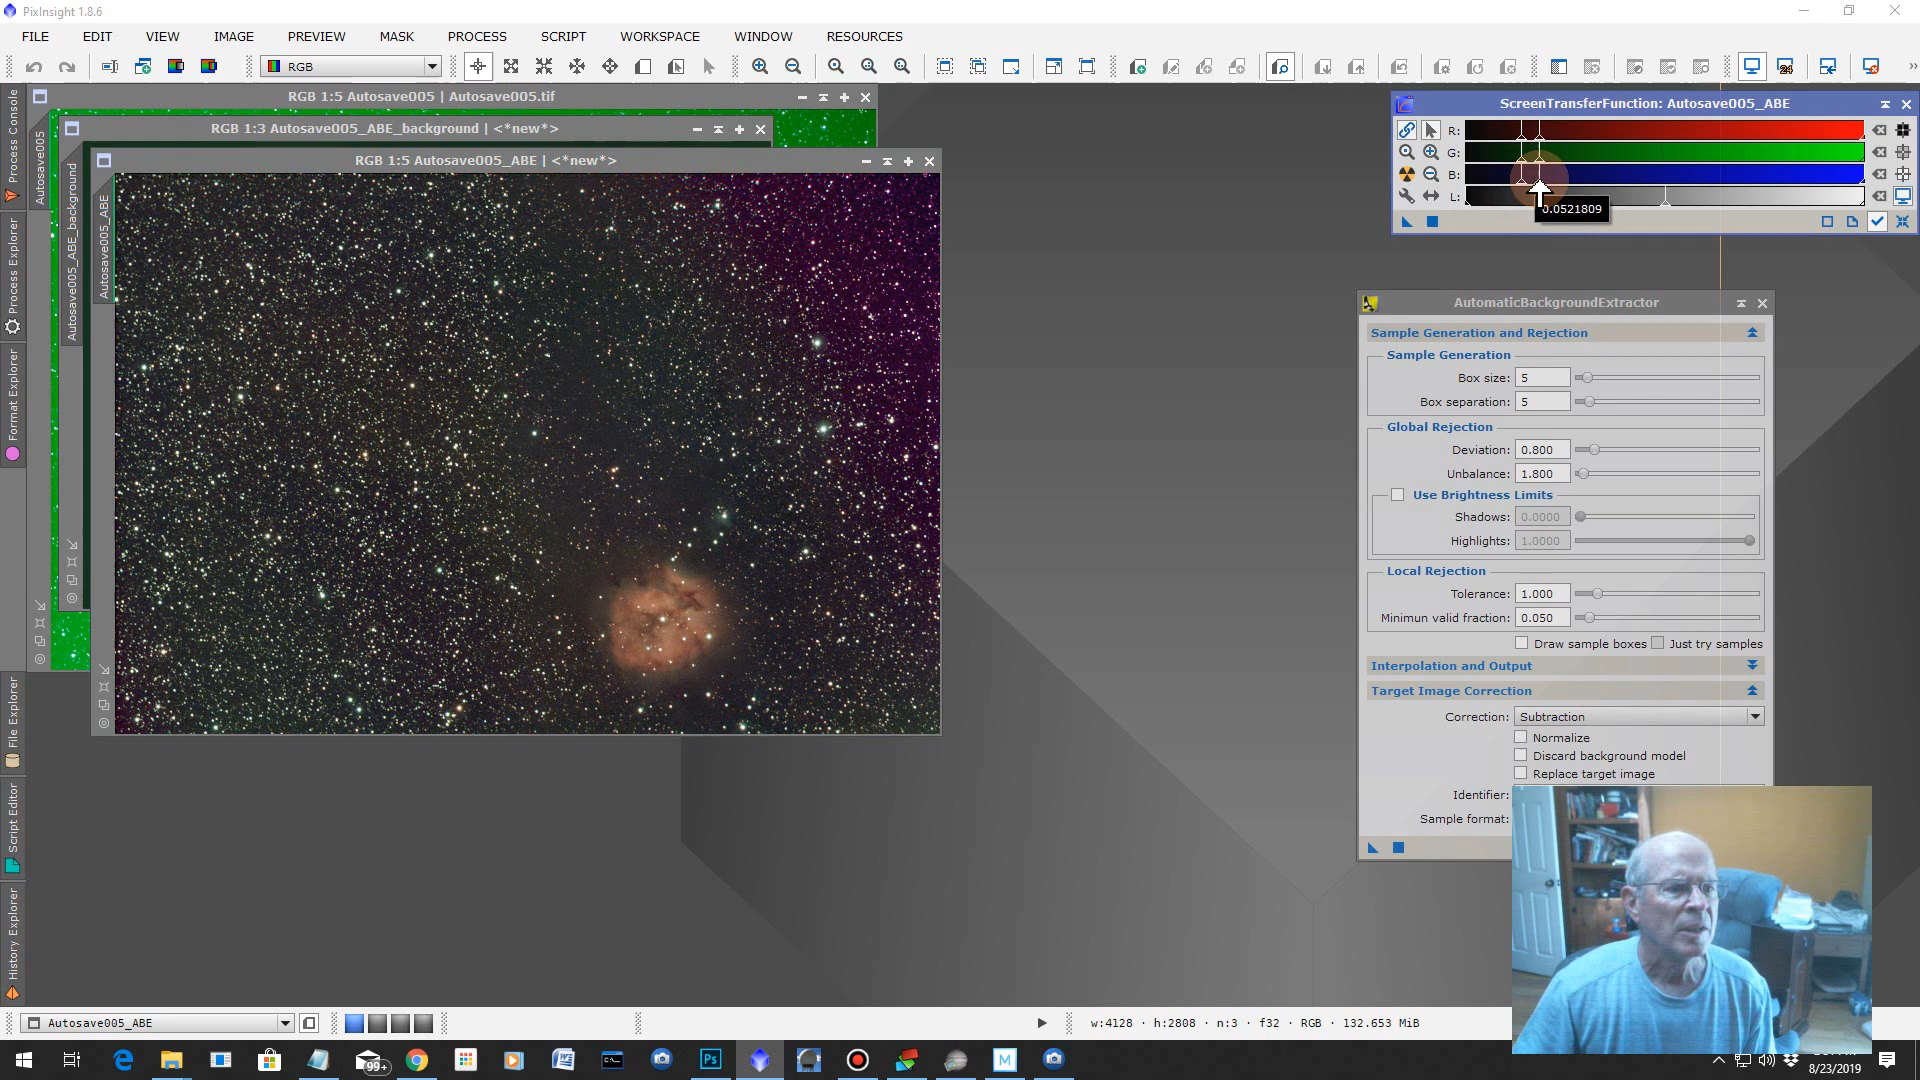 PixInsight 1.8.6
FILE EDIT VIEW IMAGE PREVIEW MASK PROCESS SCRIPT WORKSPACE WINDOW RESOURCES
RGB
24
RGB 1:5 Autosave005 | Autosave005.tif
RGB 1:3 Autosave005_ABE_background | <*new*>
RGB 1:5 Autosave005_ABE | <*new*>
Autosave005
Autosave005_ABE_background
Autosave005_ABE
Process Console
Process Explorer
Format Explorer
File Explorer
Script Editor
History Explorer
ScreenTransferFunction: Autosave005_ABE
R:
G:
B:
L:
0.0521809
AutomaticBackgroundExtractor
Sample Generation and Rejection
Sample Generation
Box size: 5
Box separation: 5
Global Rejection
Deviation: 0.800
Unbalance: 1.800
Use Brightness Limits
Shadows: 0.0000
Highlights: 1.0000
Local Rejection
Tolerance: 1.000
Minimun valid fraction: 0.050
Draw sample boxes Just try samples
Interpolation and Output
Target Image Correction
Correction: Subtraction
Normalize
Discard background model
Replace target image
Identifier:
Sample format:
Autosave005_ABE
w:4128 · h:2808 · n:3 · f32 · RGB · 132.653 MiB
99+
Ps
M
8/23/2019